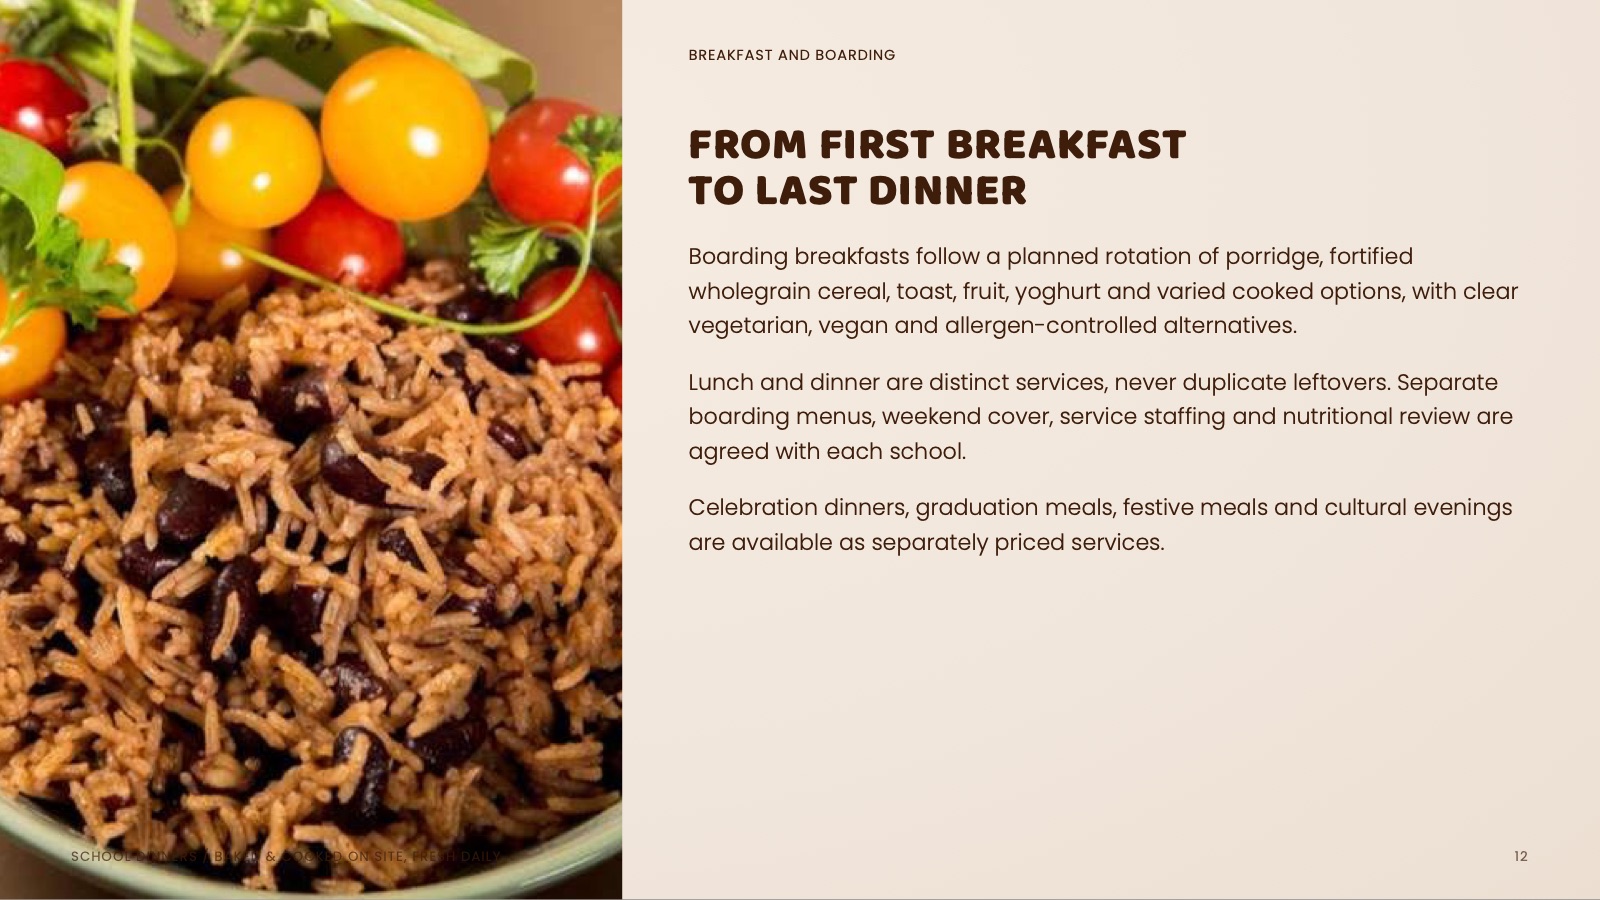 BREAKFAST AND BOARDING
FROM FIRST BREAKFAST
TO LAST DINNER
Boarding breakfasts follow a planned rotation of porridge, fortified
wholegrain cereal, toast, fruit, yoghurt and varied cooked options, with clear
vegetarian, vegan and allergen-controlled alternatives.
Lunch and dinner are distinct services, never duplicate leftovers. Separate
boarding menus, weekend cover, service staffing and nutritional review are
agreed with each school.
Celebration dinners, graduation meals, festive meals and cultural evenings
are available as separately priced services.
SCHOOL DINNERS / BAKED & COOKED ON SITE, FRESH DAILY
12